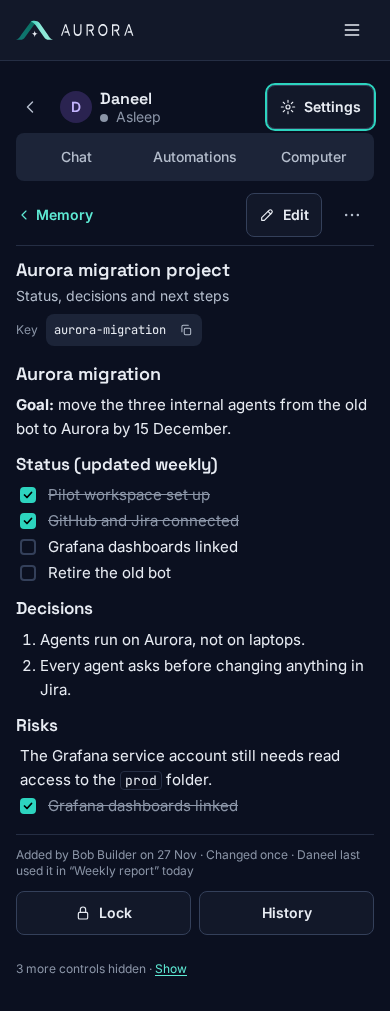 AURORA
D
Daneel
Asleep
Settings
Chat
Automations
Computer
Memory
Edit
Aurora migration project
Status, decisions and next steps
Key
aurora-migration
Aurora migration
Goal: move the three internal agents from the old
bot to Aurora by 15 December.
Status (updated weekly)
Pilot workspace set up
GitHub and Jira connected
Grafana dashboards linked
Retire the old bot
Decisions
1. Agents run on Aurora, not on laptops.
2. Every agent asks before changing anything in
Jira.
Risks
The Grafana service account still needs read
access to the prod folder.
Grafana dashboards linked
Added by Bob Builder on 27 Nov · Changed once · Daneel last
used it in “Weekly report” today
Lock
History
3 more controls hidden · Show